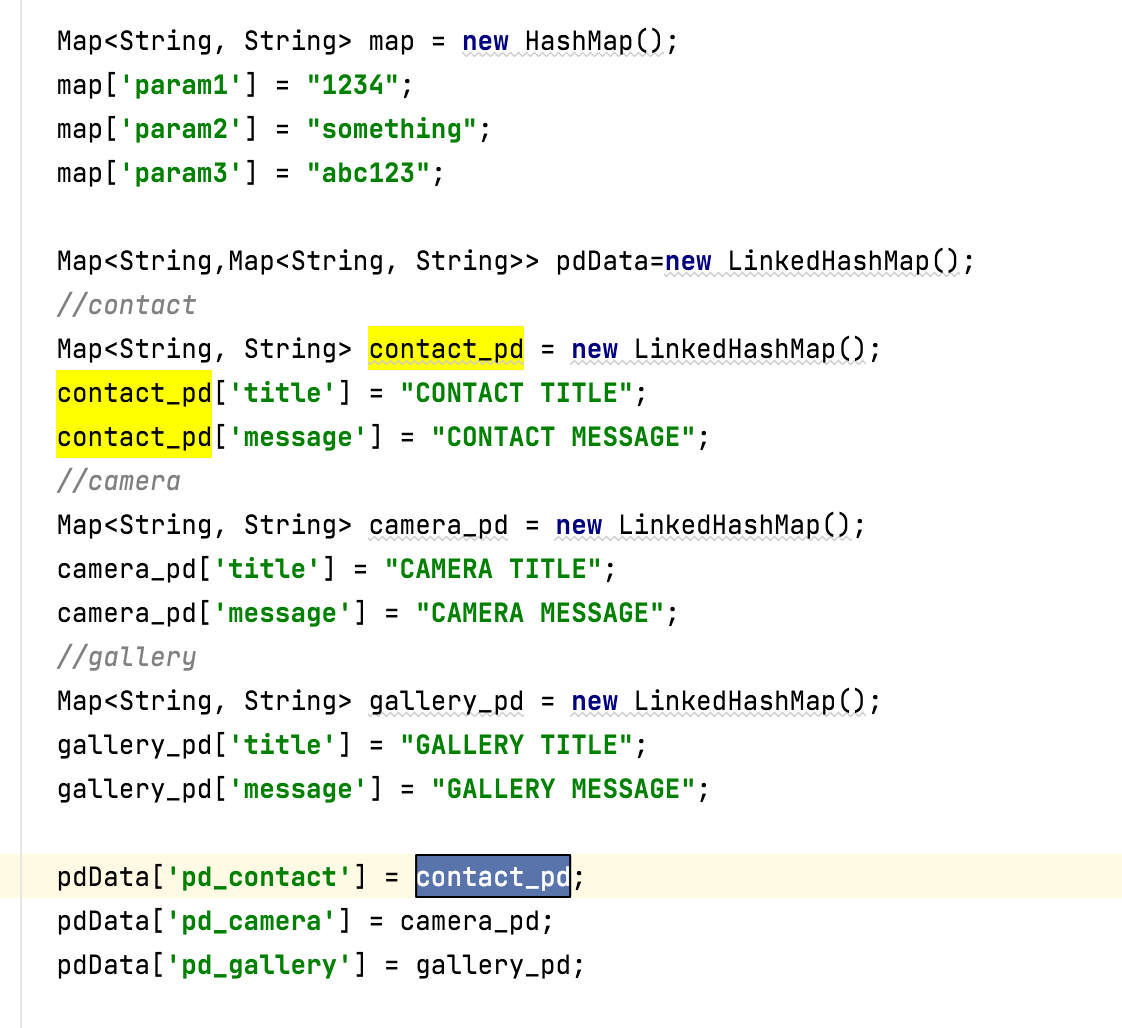 Map<String, String> map = new HashMap();
map['param1'] = "1234";
map['param2'] = "something";
map['param3'] = "abc123";
Map<String,Map<String, String>> pdData=new LinkedHashMap();
//contact
Map<String, String> contact_pd = new LinkedHashMap();
contact_pd['title'] = "CONTACT TITLE";
contact_pd['message'] = "CONTACT MESSAGE";
//camera
Map<String, String> camera_pd = new LinkedHashMap();
camera_pd['title'] = "CAMERA TITLE";
camera_pd['message'] = "CAMERA MESSAGE";
//gallery
Map<String, String> gallery_pd = new LinkedHashMap();
gallery_pd['title'] = "GALLERY TITLE";
gallery_pd['message'] = "GALLERY MESSAGE";
pdData['pd_contact'] = contact_pd;
pdData['pd_camera'] = camera_pd;
pdData['pd_gallery'] = gallery_pd;